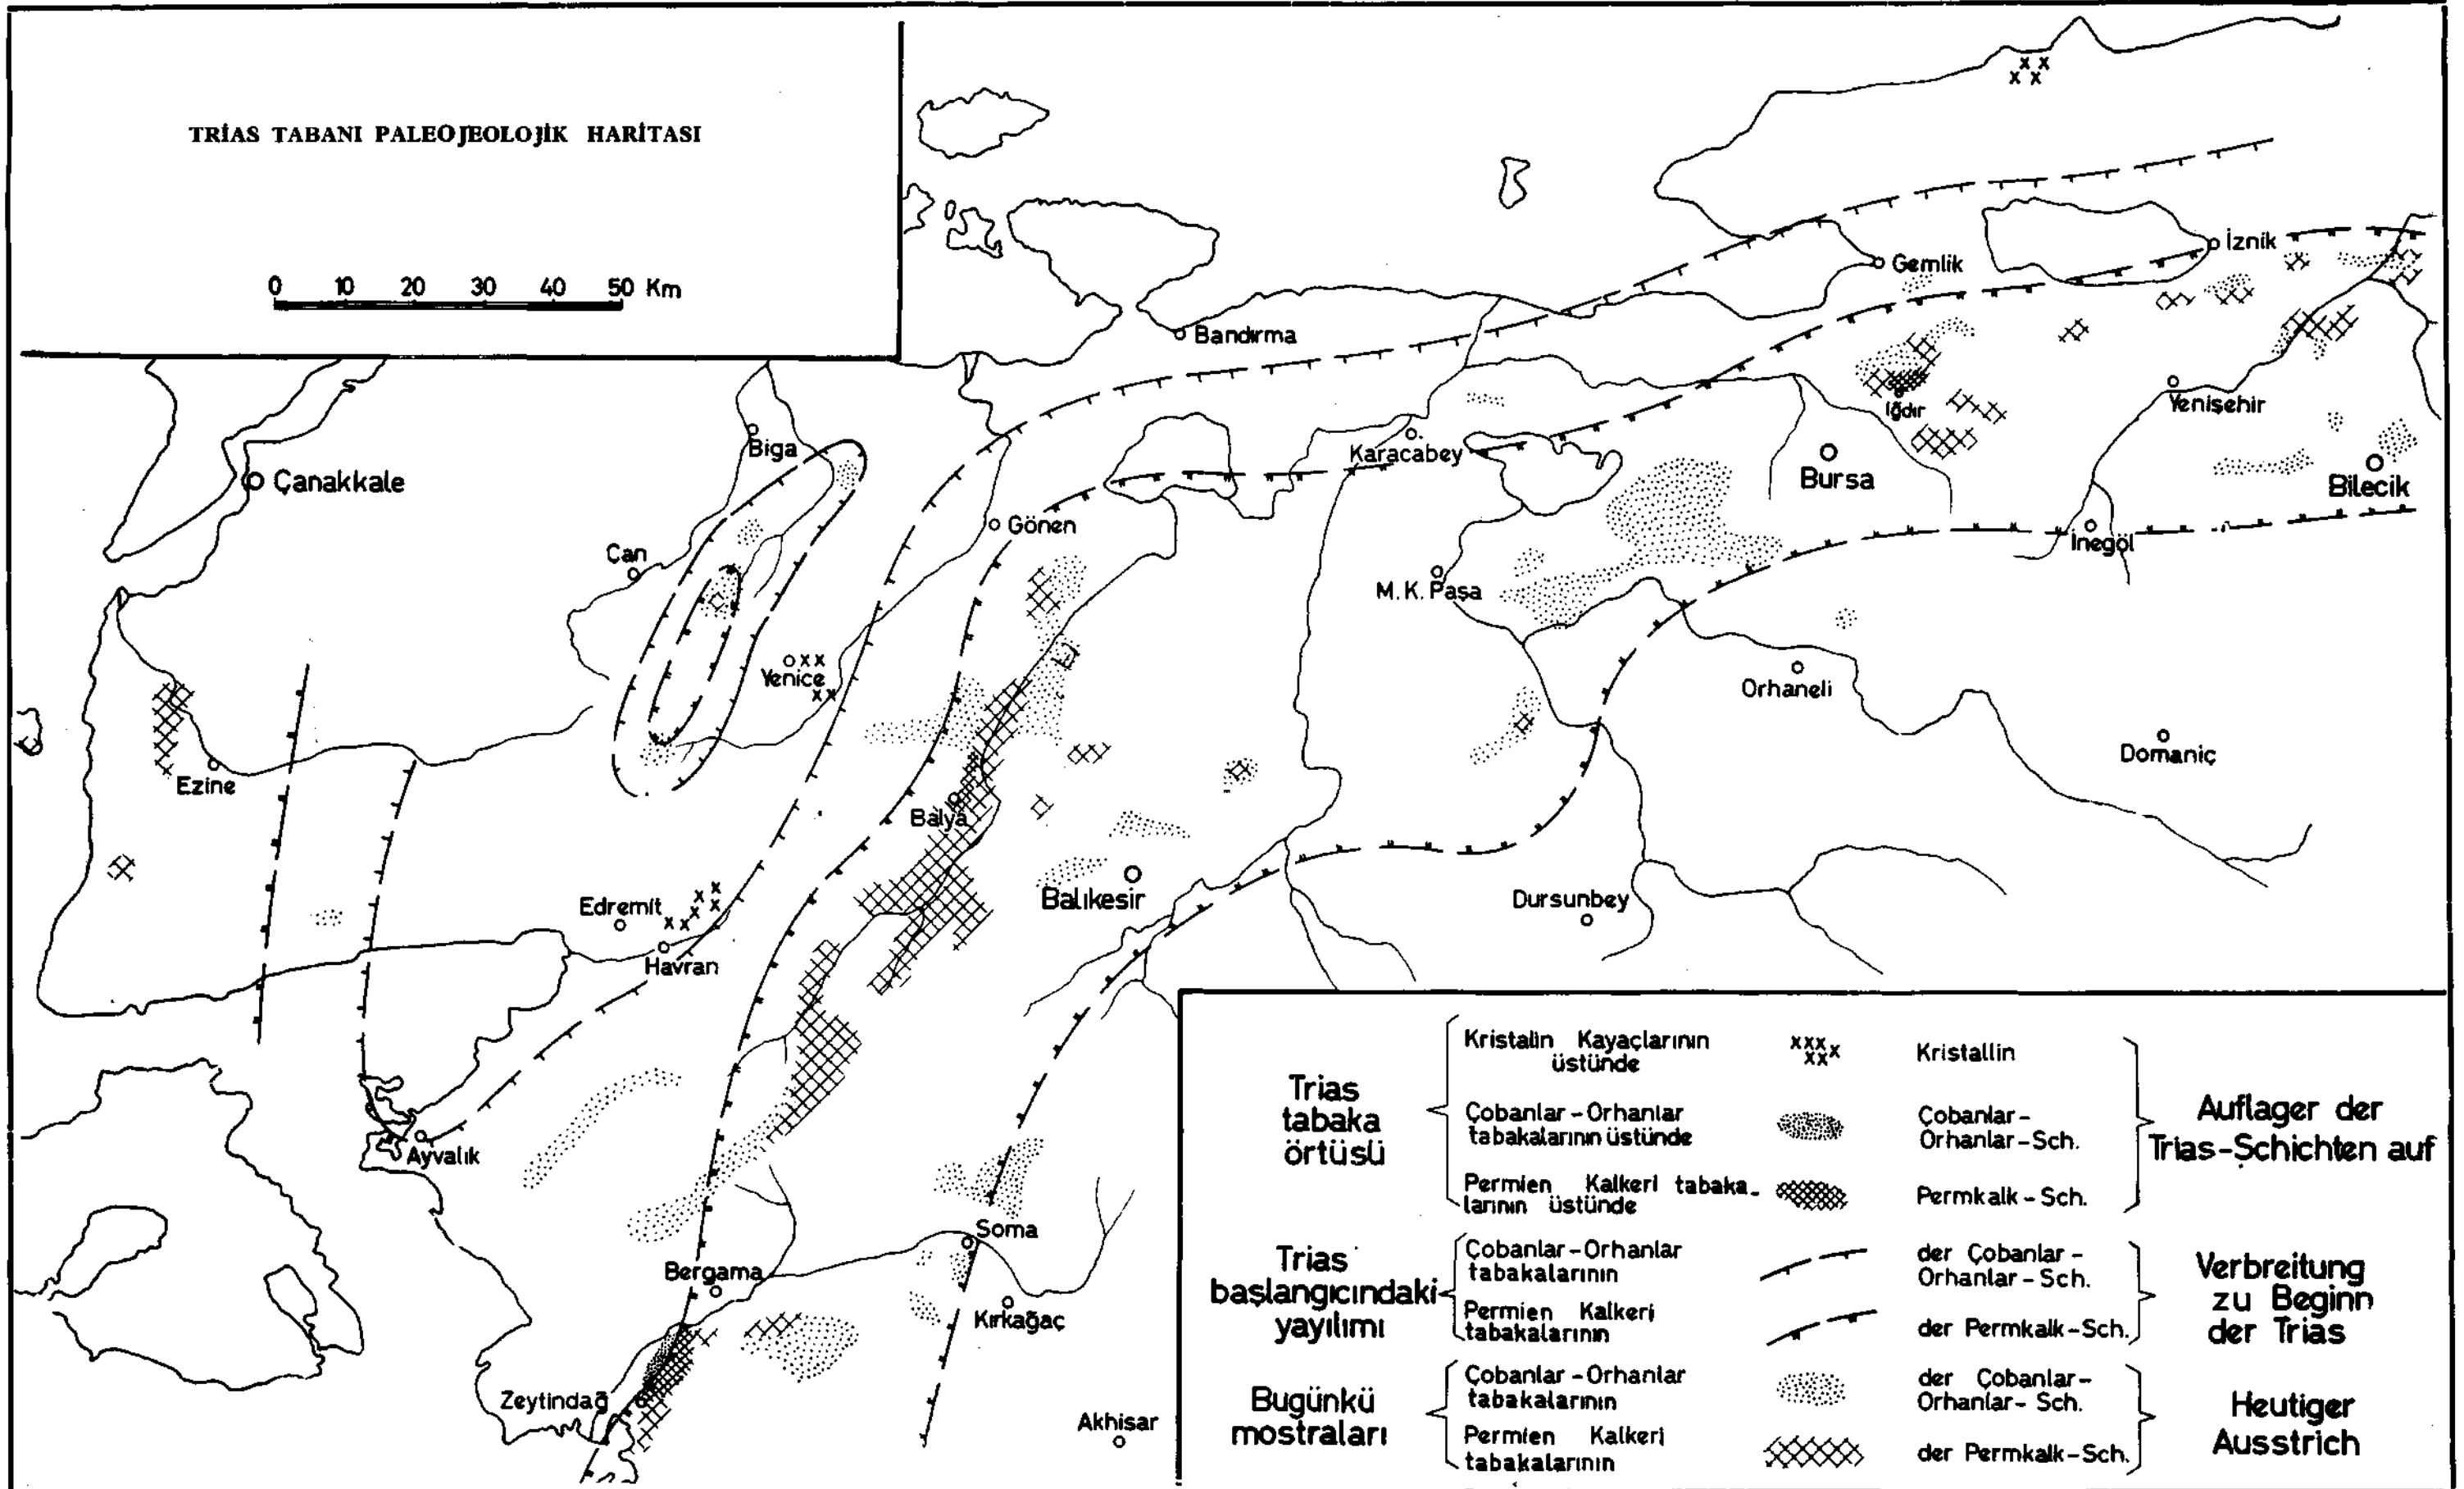 TRİAS TABANI PALEOJEOLOJİK HARİTASI
0 10 20 30 40 50 Km
İznik
Gemlik
Bandırma
Iğdır
Yenişehir
Biga
Karacabey
Çanakkale
Bursa
Bilecik
Gönen
İnegöl
Çan
M.K. Paşa
Yenice
Orhaneli
Domaniç
Ezine
Balya
Balıkesir
Edremit
Dursunbey
Havran
Ayvalık
Soma
Bergama
Kırkağaç
Zeytindağ
Akhisar
Trias
tabaka
örtüsü
Kristalin Kayaçlarının
üstünde
xxx
xxx
Kristallin
Çobanlar-Orhanlar
tabakalarının üstünde
Çobanlar-
Orhanlar-Sch.
Permien Kalkeri tabaka-
larının üstünde
Permkalk-Sch.
Auflager der
Trias-Schichten auf
Trias
başlangıcındaki
yayılımı
Çobanlar-Orhanlar
tabakalarının
der Çobanlar-
Orhanlar-Sch.
Permien Kalkeri
tabakalarının
der Permkalk-Sch.
Verbreitung
zu Beginn
der Trias
Bugünkü
mostraları
Çobanlar-Orhanlar
tabakalarının
der Çobanlar-
Orhanlar-Sch.
Permien Kalkeri
tabakalarının
der Permkalk-Sch.
Heutiger
Ausstrich